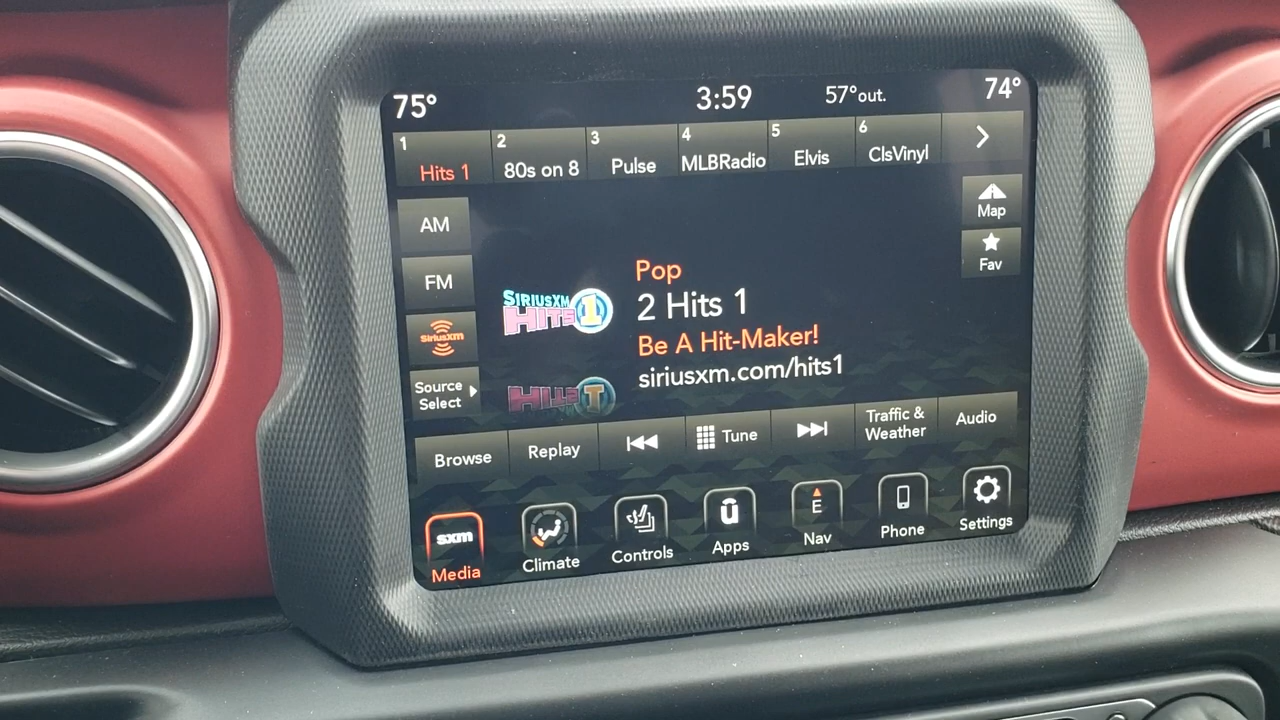 75° 3:59 57°out. 74°
1 2 3 4 5 6
Hits 1 80s on 8 Pulse MLBRadio Elvis ClsVinyl
AM
Map
FM
Fav
SiriusXM
Source
Select
SIRIUSXM
HITS 1
Pop
2 Hits 1
Be A Hit-Maker!
siriusxm.com/hits1
Browse Replay Tune Traffic &
Weather Audio
sxm
Media
Climate
Controls
ū
Apps
E
Nav
Phone
Settings